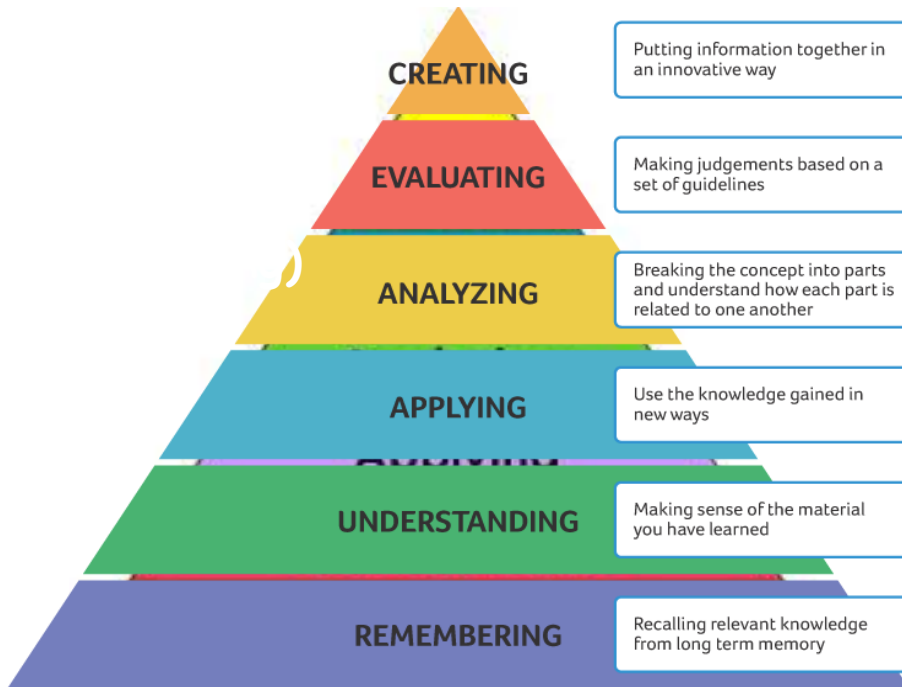 CREATING
Putting information together in
an innovative way
EVALUATING
Making judgements based on a
set of guidelines
ANALYZING
Breaking the concept into parts
and understand how each part is
related to one another
APPLYING
Use the knowledge gained in
new ways
UNDERSTANDING
Making sense of the material
you have learned
REMEMBERING
Recalling relevant knowledge
from long term memory